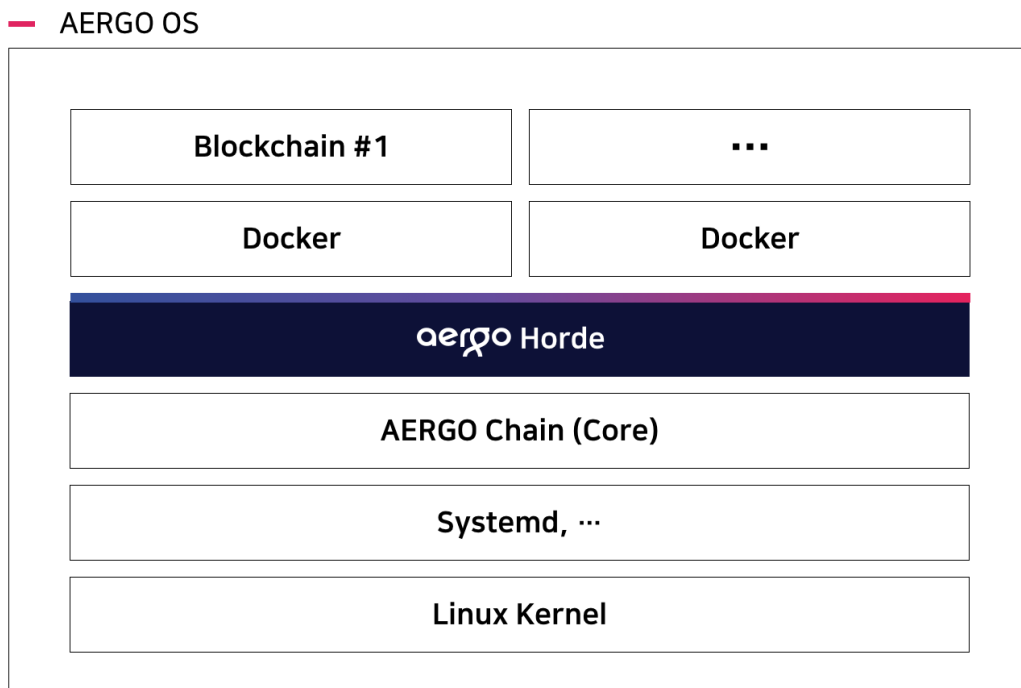 AERGO OS
Blockchain #1
...
Docker
Docker
aergo Horde
AERGO Chain (Core)
Systemd, ...
Linux Kernel